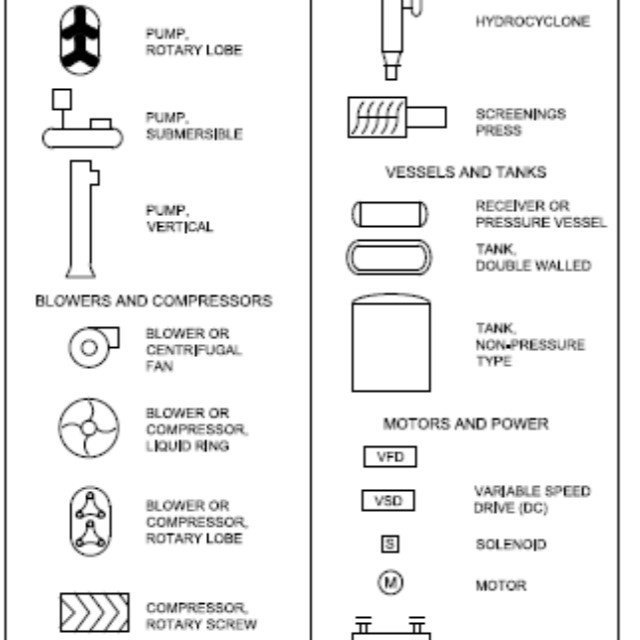 PUMP,
ROTARY LOBE
PUMP,
SUBMERSIBLE
PUMP,
VERTICAL
BLOWERS AND COMPRESSORS
BLOWER OR
CENTRIFUGAL
FAN
BLOWER OR
COMPRESSOR,
LIQUID RING
BLOWER OR
COMPRESSOR,
ROTARY LOBE
COMPRESSOR,
ROTARY SCREW
HYDROCYCLONE
SCREENINGS
PRESS
VESSELS AND TANKS
RECEIVER OR
PRESSURE VESSEL
TANK,
DOUBLE WALLED
TANK,
NON-PRESSURE
TYPE
MOTORS AND POWER
VFD
VSD
VARIABLE SPEED
DRIVE (DC)
S
SOLENOID
M
MOTOR